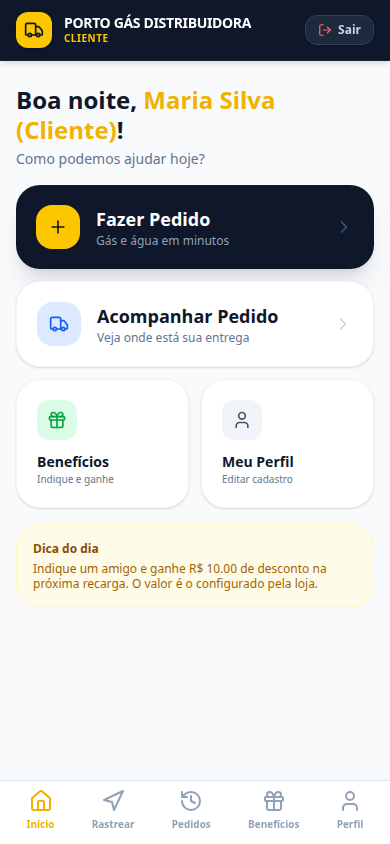 PORTO GÁS DISTRIBUIDORA
CLIENTE
Sair
Boa noite, Maria Silva
(Cliente)!
Como podemos ajudar hoje?
Fazer Pedido
Gás e água em minutos
Acompanhar Pedido
Veja onde está sua entrega
Benefícios
Indique e ganhe
Meu Perfil
Editar cadastro
Dica do dia
Indique um amigo e ganhe R$ 10.00 de desconto na
próxima recarga. O valor é o configurado pela loja.
Início
Rastrear
Pedidos
Benefícios
Perfil